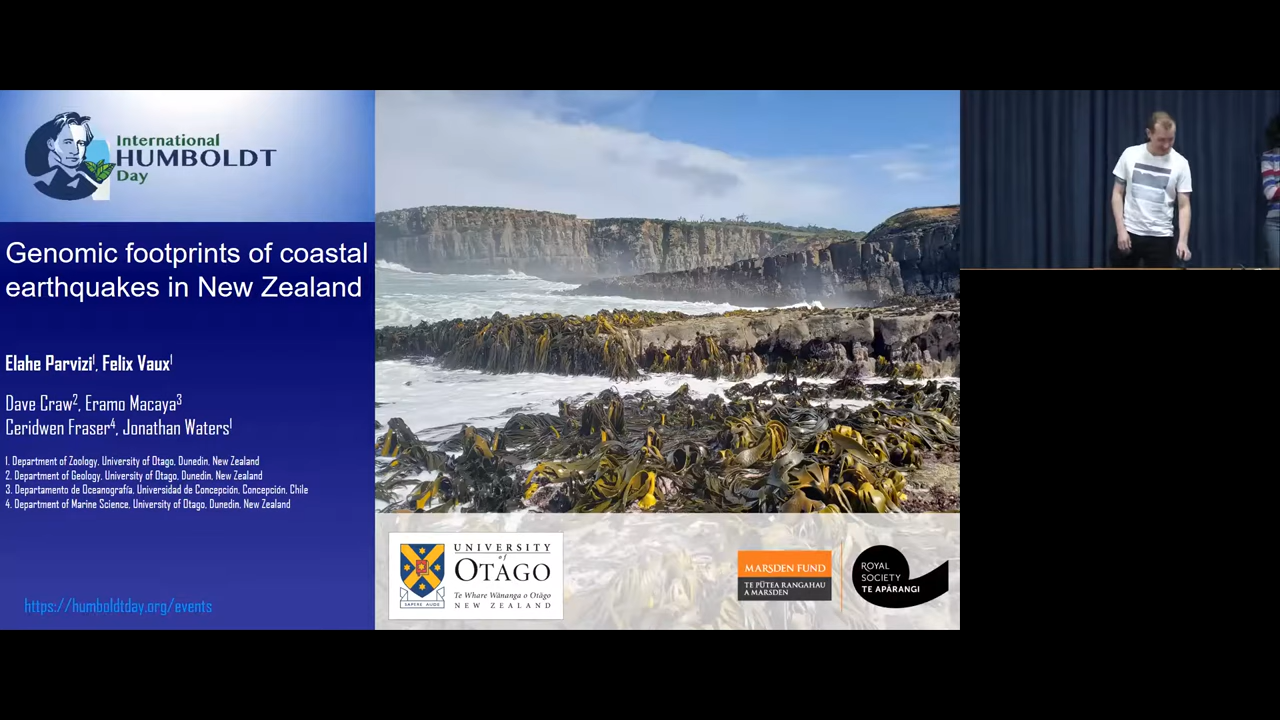 International
HUMBOLDT
Day
Genomic footprints of coastal
earthquakes in New Zealand
Elahe Parvizi¹, Felix Vaux¹
Dave Craw², Eramo Macaya³
Ceridwen Fraser⁴, Jonathan Waters¹
1. Department of Zoology, University of Otago, Dunedin, New Zealand
2. Department of Geology, University of Otago, Dunedin, New Zealand
3. Departamento de Oceanografía, Universidad de Concepción, Concepción, Chile
4. Department of Marine Science, University of Otago, Dunedin, New Zealand
https://humboldtday.org/events
UNIVERSITY
of
OTAGO
Te Whare Wānanga o Otāgo
NEW ZEALAND
SAPERE AUDE
MARSDEN FUND
TE PŪTEA RANGAHAU
A MARSDEN
ROYAL
SOCIETY
TE APĀRANGI